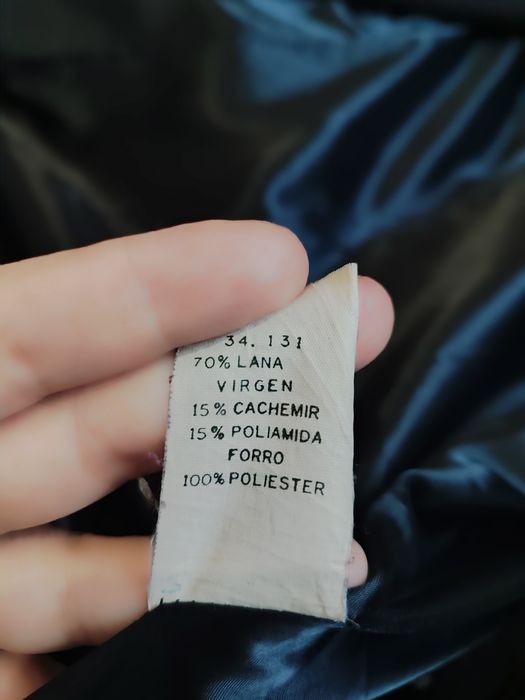 34. 131
70% LANA
VIRGEN
15% CACHEMIR
15% POLIAMIDA
FORRO
100% POLIESTER